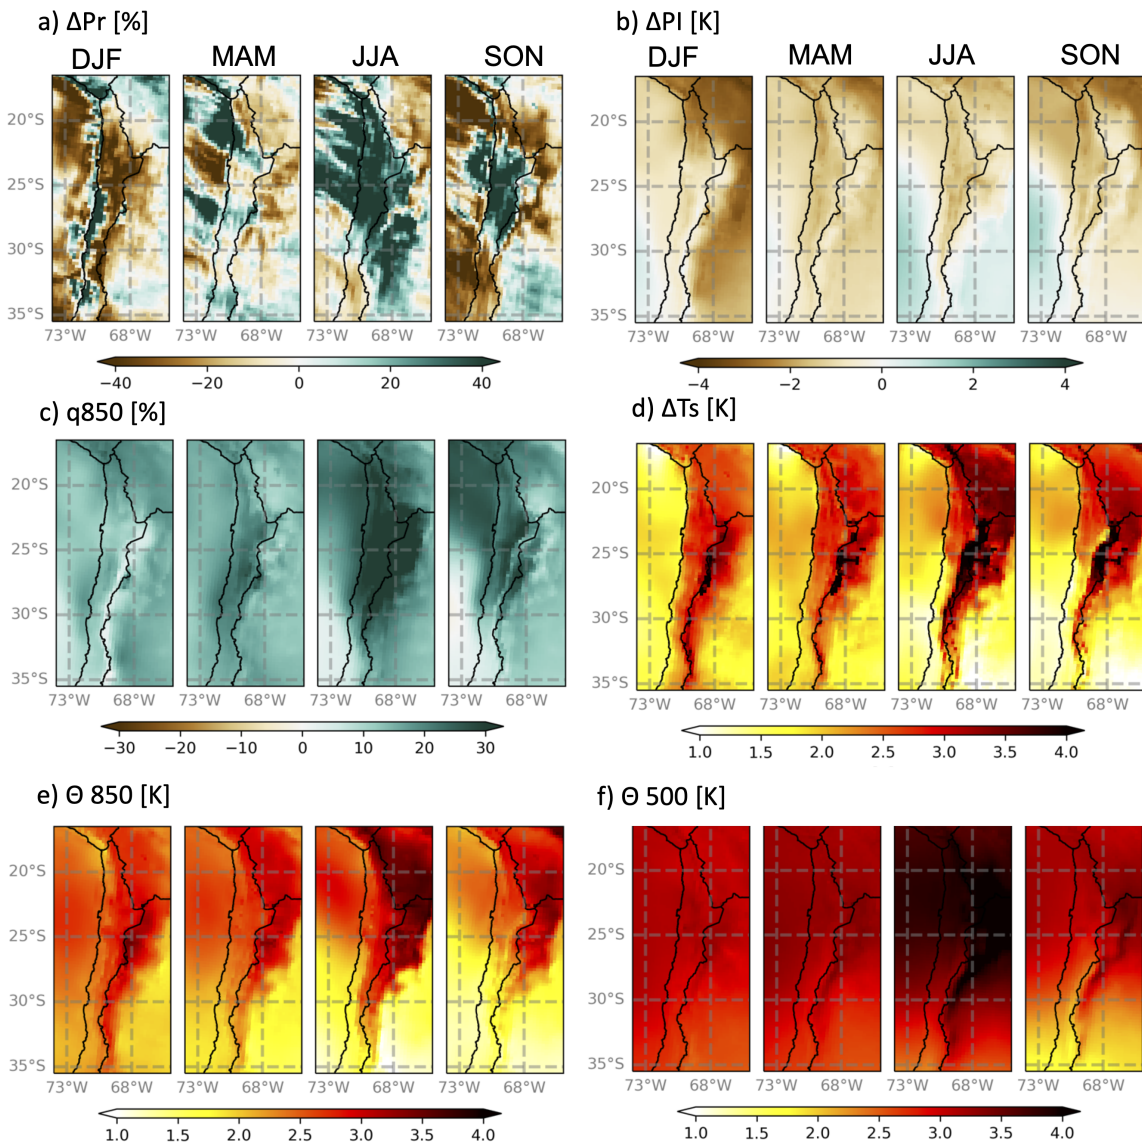 a) ΔPr [%]
b) ΔPI [K]
DJF MAM JJA SON
DJF MAM JJA SON
20°S
25°S
30°S
35°S
73°W 68°W 73°W 68°W 73°W 68°W 73°W 68°W
20°S
25°S
30°S
35°S
73°W 68°W 73°W 68°W 73°W 68°W 73°W 68°W
−40 −20 0 20 40
−4 −2 0 2 4
c) q850 [%]
d) ΔTs [K]
20°S
25°S
30°S
35°S
73°W 68°W 73°W 68°W 73°W 68°W 73°W 68°W
20°S
25°S
30°S
35°S
73°W 68°W 73°W 68°W 73°W 68°W 73°W 68°W
−30 −20 −10 0 10 20 30
1.0 1.5 2.0 2.5 3.0 3.5 4.0
e) Θ 850 [K]
f) Θ 500 [K]
20°S
25°S
30°S
35°S
73°W 68°W 73°W 68°W 73°W 68°W 73°W 68°W
20°S
25°S
30°S
35°S
73°W 68°W 73°W 68°W 73°W 68°W 73°W 68°W
1.0 1.5 2.0 2.5 3.0 3.5 4.0
1.0 1.5 2.0 2.5 3.0 3.5 4.0